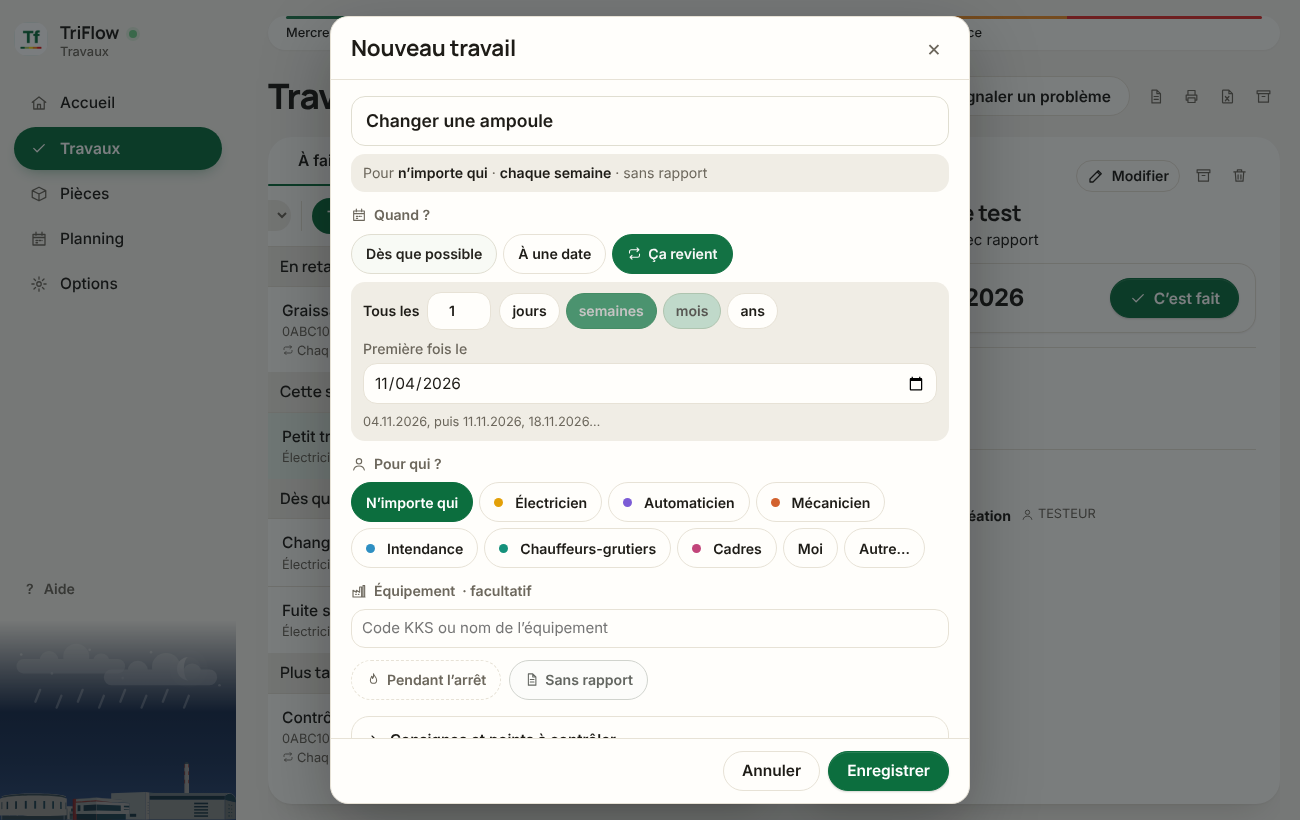 Tf
TriFlow
Travaux
Accueil
Travaux
Pièces
Planning
Options
? Aide
Mercre
ce
Trav
gnaler un problème
À fai
En reta
Graiss
0ABC10
Chaq
Cette s
Petit tr
Électrici
Dès qu
Chang
Électrici
Fuite s
Électrici
Plus ta
Contrô
0ABC10
Chaq
Modifier
e test
ec rapport
2026
C’est fait
éation
TESTEUR
Nouveau travail
×
Changer une ampoule
Pour n’importe qui · chaque semaine · sans rapport
Quand ?
Dès que possible
À une date
Ça revient
Tous les 1 jours semaines mois ans
Première fois le
11/04/2026
04.11.2026, puis 11.11.2026, 18.11.2026…
Pour qui ?
N’importe qui
Électricien
Automaticien
Mécanicien
Intendance
Chauffeurs-grutiers
Cadres
Moi
Autre…
Équipement · facultatif
Code KKS ou nom de l’équipement
Pendant l’arrêt
Sans rapport
Consignes et points à contrôler
Annuler
Enregistrer